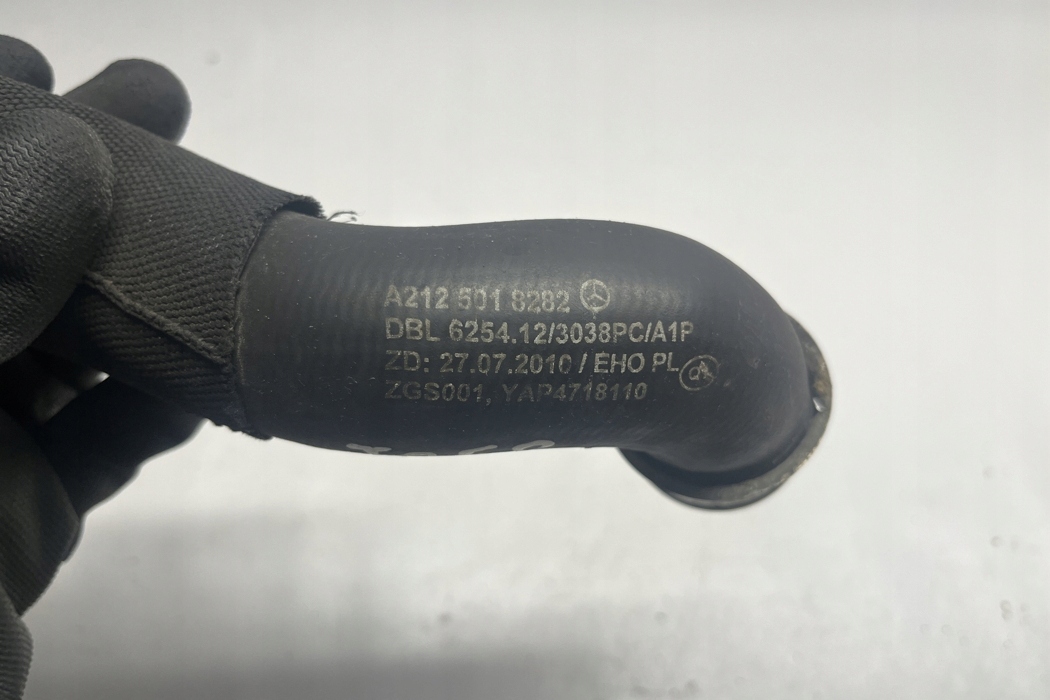 A212 501 8282
DBL 6254.12/3038PC/A1P
ZD: 27.07.2010 / EHO PL
ZGS001, YAP4718110